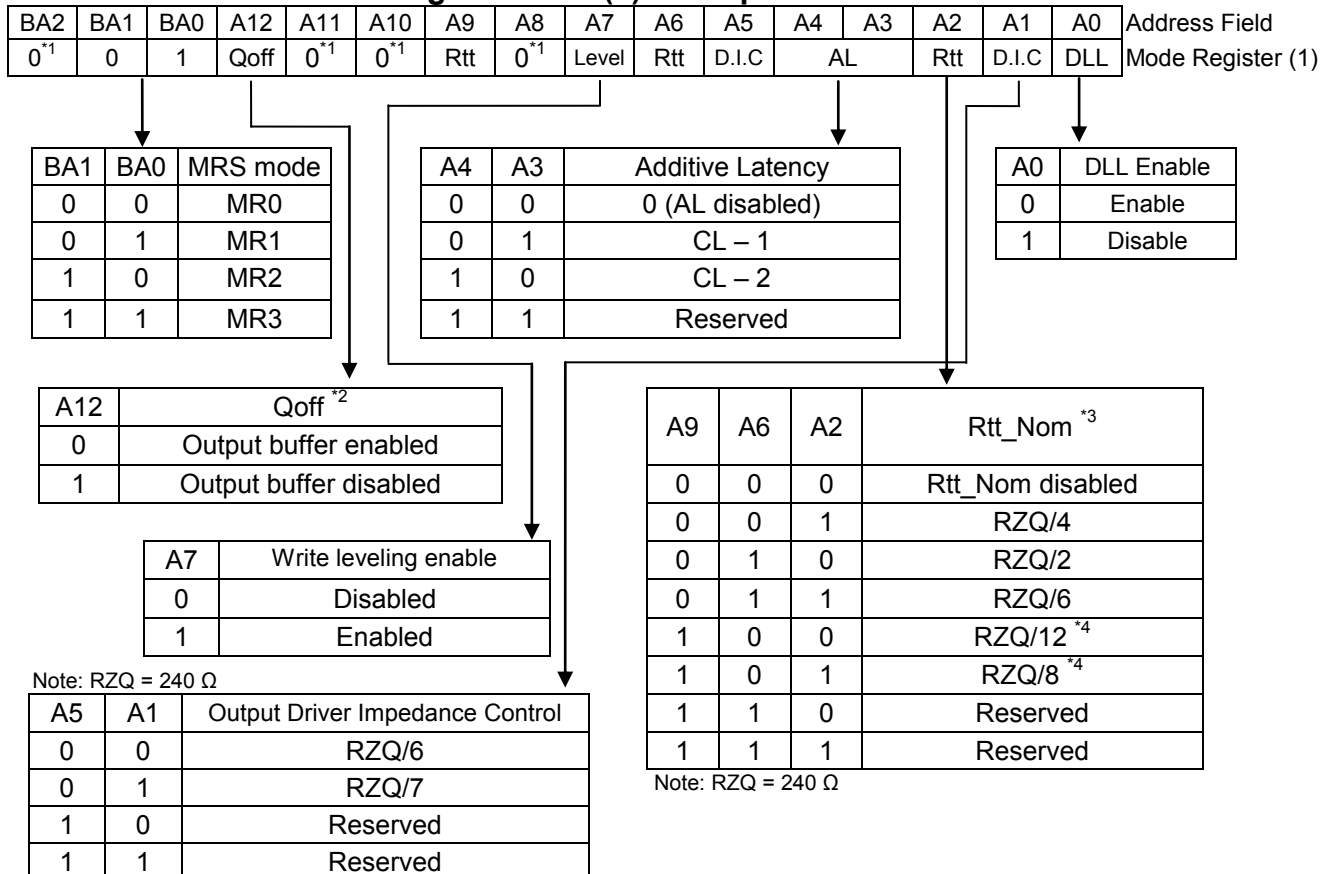 BA2 BA1 BA0 A12 A11 A10 A9 A8 A7 A6 A5 A4 A3 A2 A1 A0 Address Field
0*1 0 1 Qoff 0*1 0*1 Rtt 0*1 Level Rtt D.I.C AL Rtt D.I.C DLL Mode Register (1)
BA1 BA0 MRS mode
0 0 MR0
0 1 MR1
1 0 MR2
1 1 MR3
A4 A3 Additive Latency
0 0 0 (AL disabled)
0 1 CL – 1
1 0 CL – 2
1 1 Reserved
A0 DLL Enable
0 Enable
1 Disable
A12 Qoff *2
0 Output buffer enabled
1 Output buffer disabled
A7 Write leveling enable
0 Disabled
1 Enabled
Note: RZQ = 240 Ω
A5 A1 Output Driver Impedance Control
0 0 RZQ/6
0 1 RZQ/7
1 0 Reserved
1 1 Reserved
A9 A6 A2 Rtt_Nom *3
0 0 0 Rtt_Nom disabled
0 0 1 RZQ/4
0 1 0 RZQ/2
0 1 1 RZQ/6
1 0 0 RZQ/12 *4
1 0 1 RZQ/8 *4
1 1 0 Reserved
1 1 1 Reserved
Note: RZQ = 240 Ω